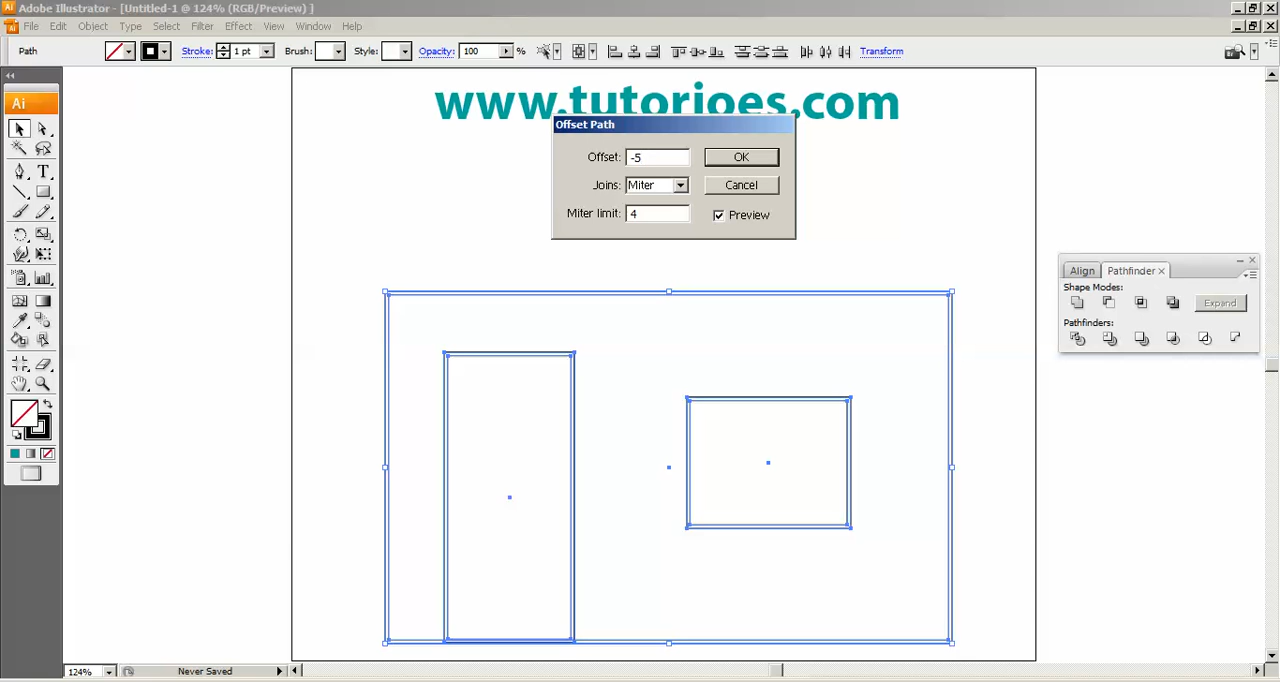 Adobe Illustrator - [Untitled-1 @ 124% (RGB/Preview) ]
File Edit Object Type Select Filter Effect View Window Help
Path Stroke: 1 pt Brush: Style: Opacity: 100 % Transform
Ai
www.tutorjoes.com
Offset Path
Offset: -5 OK
Joins: Miter Cancel
Miter limit: 4 Preview
Align Pathfinder
Shape Modes:
Expand
Pathfinders:
124% Never Saved